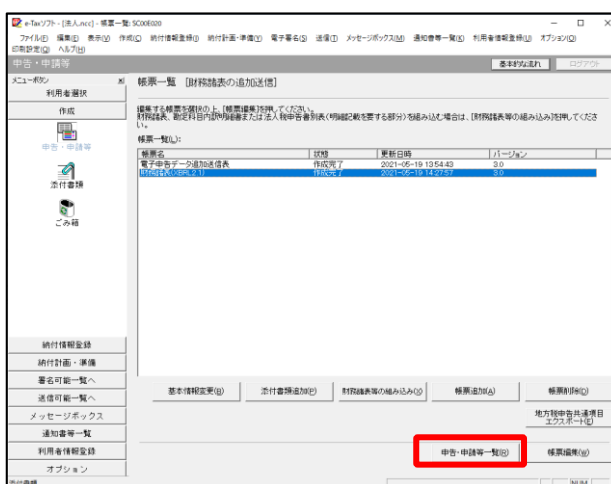 e-Taxソフト - [法人.ncc] - 帳票一覧: SC00E020
ファイル(F) 編集(E) 表示(V) 作成(C) 納付情報登録(I) 納付計画・準備(Y) 電子署名(S) 送信(T) メッセージボックス(M) 通知書等一覧(K) 利用者情報登録(U) オプション(O)
印刷設定(Q) ヘルプ(H)
申告・申請等 基本的な流れ ログアウト
メニューボタン
利用者選択
作成
申告・申請等
添付書類
ごみ箱
納付情報登録
納付計画・準備
署名可能一覧へ
送信可能一覧へ
メッセージボックス
通知書等一覧
利用者情報登録
オプション
帳票一覧 [財務諸表の追加送信]
編集する帳票を選択の上、[帳票編集]を押してください。
財務諸表、勘定科目内訳明細書または法人税申告書別表(明細記載を要する部分)を組み込む場合は、[財務諸表等の組み込み]を押してくださ
い。
帳票一覧(L):
帳票名 状態 更新日時 バージョン
電子申告データ追加送信表 作成完了 2021-05-19 13:54:43 3.0
財務諸表(XBRL2.1) 作成完了 2021-05-19 14:27:57 3.0
基本情報変更(B) 添付書類追加(P) 財務諸表等の組み込み(X) 帳票追加(A) 帳票削除(D)
地方税申告共通項目
エクスポート(E)
申告・申請等一覧(R) 帳票編集(W)
添付書類 NUM